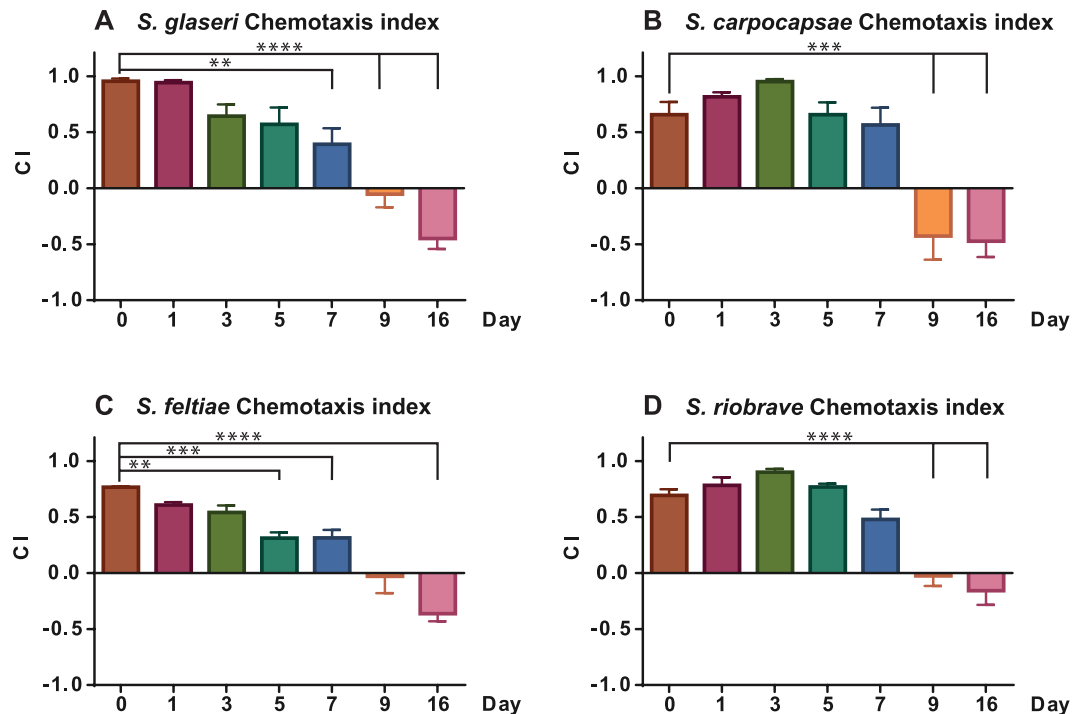 A S. glaseri Chemotaxis index
****
**
1.0
0.5
0.0
-0.5
-1.0
CI
0 1 3 5 7 9 16 Day
B S. carpocapsae Chemotaxis index
***
1.0
0.5
0.0
-0.5
-1.0
CI
0 1 3 5 7 9 16 Day
C S. feltiae Chemotaxis index
****
***
**
1.0
0.5
0.0
-0.5
-1.0
CI
0 1 3 5 7 9 16 Day
D S. riobrave Chemotaxis index
****
1.0
0.5
0.0
-0.5
-1.0
CI
0 1 3 5 7 9 16 Day